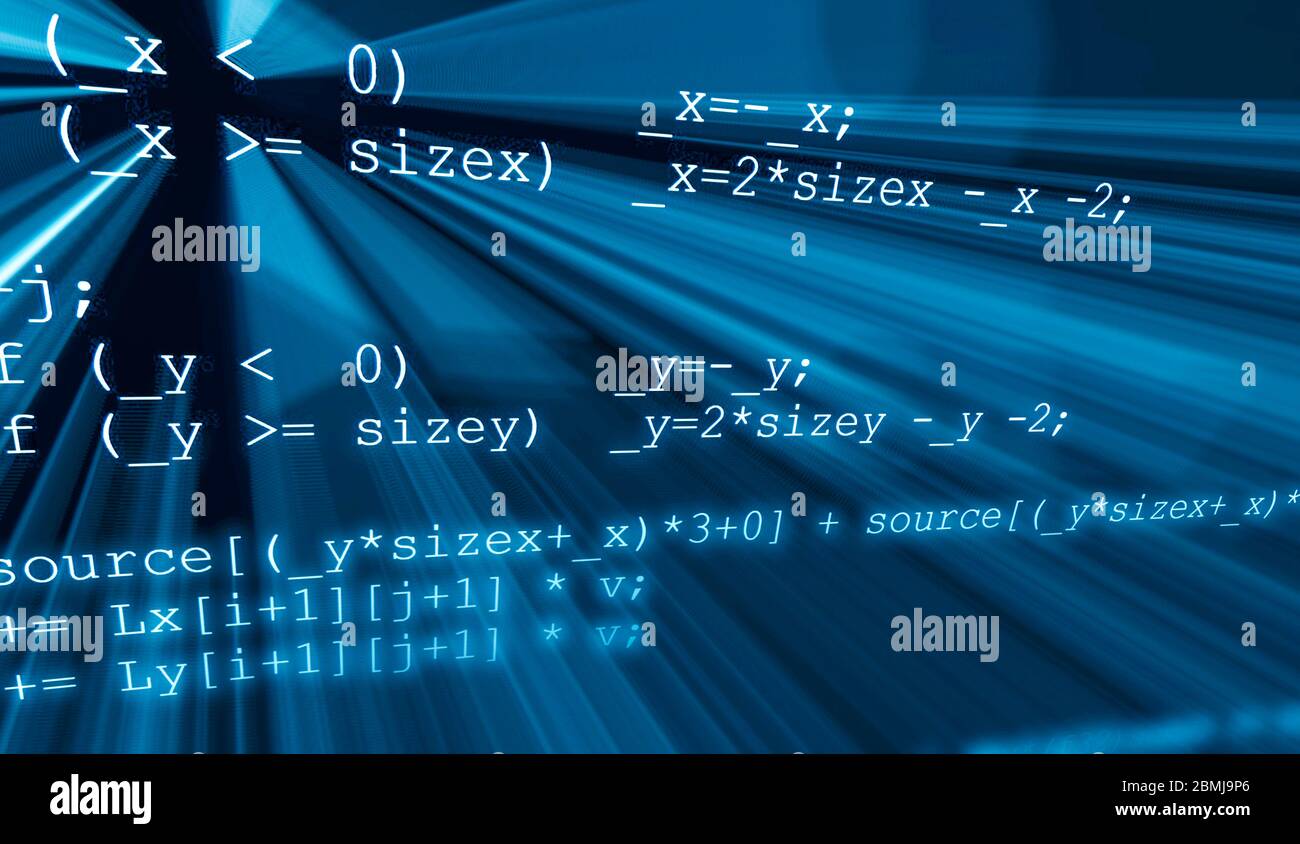 (_x < 0) _x=-_x;
(_x >= sizex) _x=2*sizex -_x -2;
+j;
f (_y < 0) _y=-_y;
f (_y >= sizey) _y=2*sizey -_y -2;
source[(_y*sizex+_x)*3+0] + source[(_y*sizex+_x)*
+= Lx[i+1][j+1] * v;
+= Ly[i+1][j+1] * v;
alamy
alamy
a alamy
alamy
alamy
alamy
Image ID: 2BMJ9P6
www.alamy.com